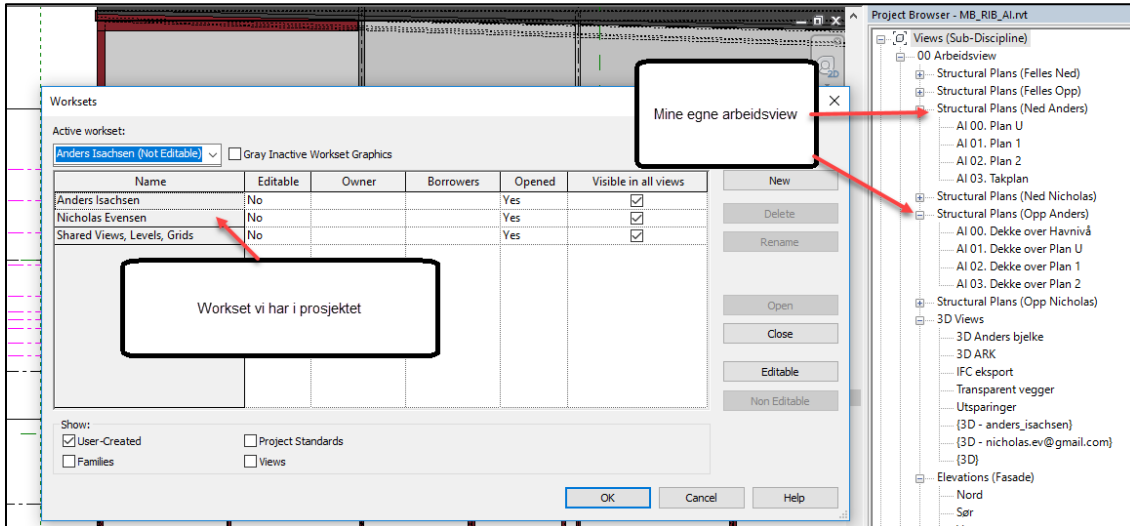 Project Browser - MB_RIB_AI.rvt
Views (Sub-Discipline)
00 Arbeidsview
Structural Plans (Felles Ned)
Structural Plans (Felles Opp)
Structural Plans (Ned Anders)
AI 00. Plan U
AI 01. Plan 1
AI 02. Plan 2
AI 03. Takplan
Structural Plans (Ned Nicholas)
Structural Plans (Opp Anders)
AI 00. Dekke over Havnivå
AI 01. Dekke over Plan U
AI 02. Dekke over Plan 1
AI 03. Dekke over Plan 2
Structural Plans (Opp Nicholas)
3D Views
3D Anders bjelke
3D ARK
IFC eksport
Transparent vegger
Utsparinger
{3D - anders_isachsen}
{3D - nicholas.ev@gmail.com}
{3D}
Elevations (Fasade)
Nord
Sør
2D
Mine egne arbeidsview
Worksets
Active workset:
Anders Isachsen (Not Editable)
Gray Inactive Workset Graphics
Name Editable Owner Borrowers Opened Visible in all views
Anders Isachsen No Yes
Nicholas Evensen No Yes
Shared Views, Levels, Grids No Yes
Workset vi har i prosjektet
New
Delete
Rename
Open
Close
Editable
Non Editable
Show:
User-Created Project Standards
Families Views
OK Cancel Help